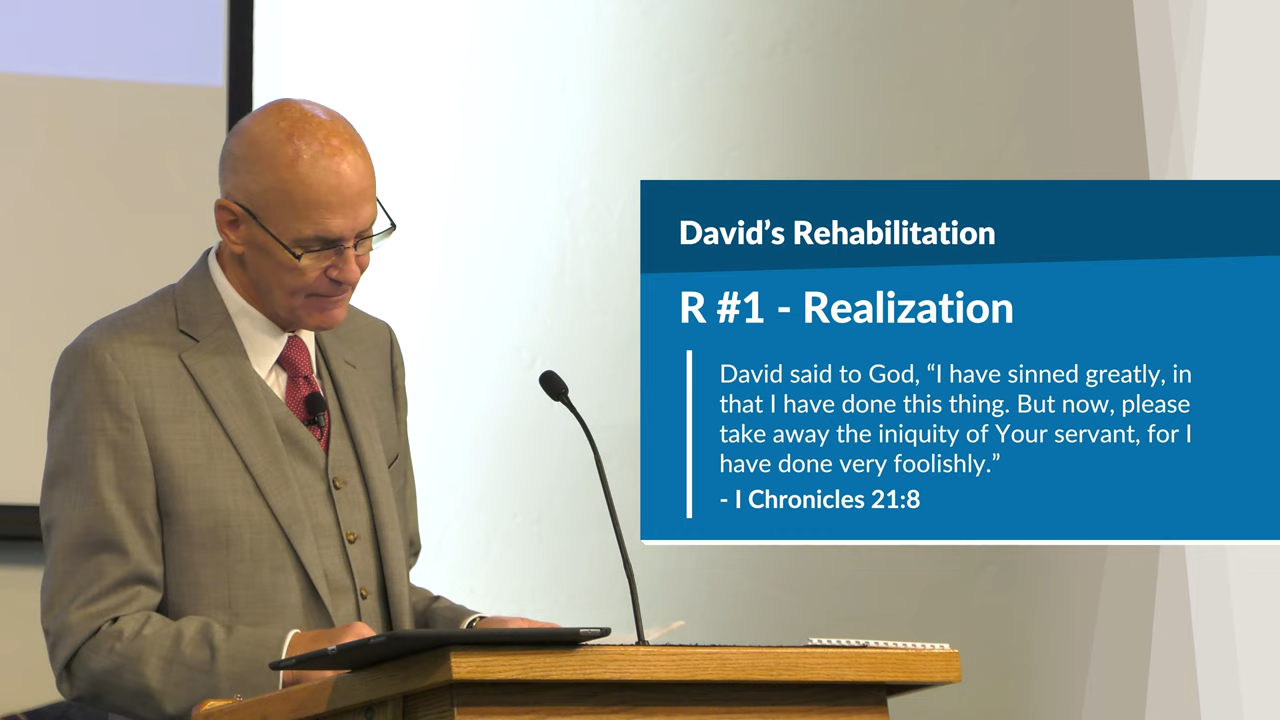 David’s Rehabilitation
R #1 - Realization
David said to God, “I have sinned greatly, in
that I have done this thing. But now, please
take away the iniquity of Your servant, for I
have done very foolishly.”
- I Chronicles 21:8